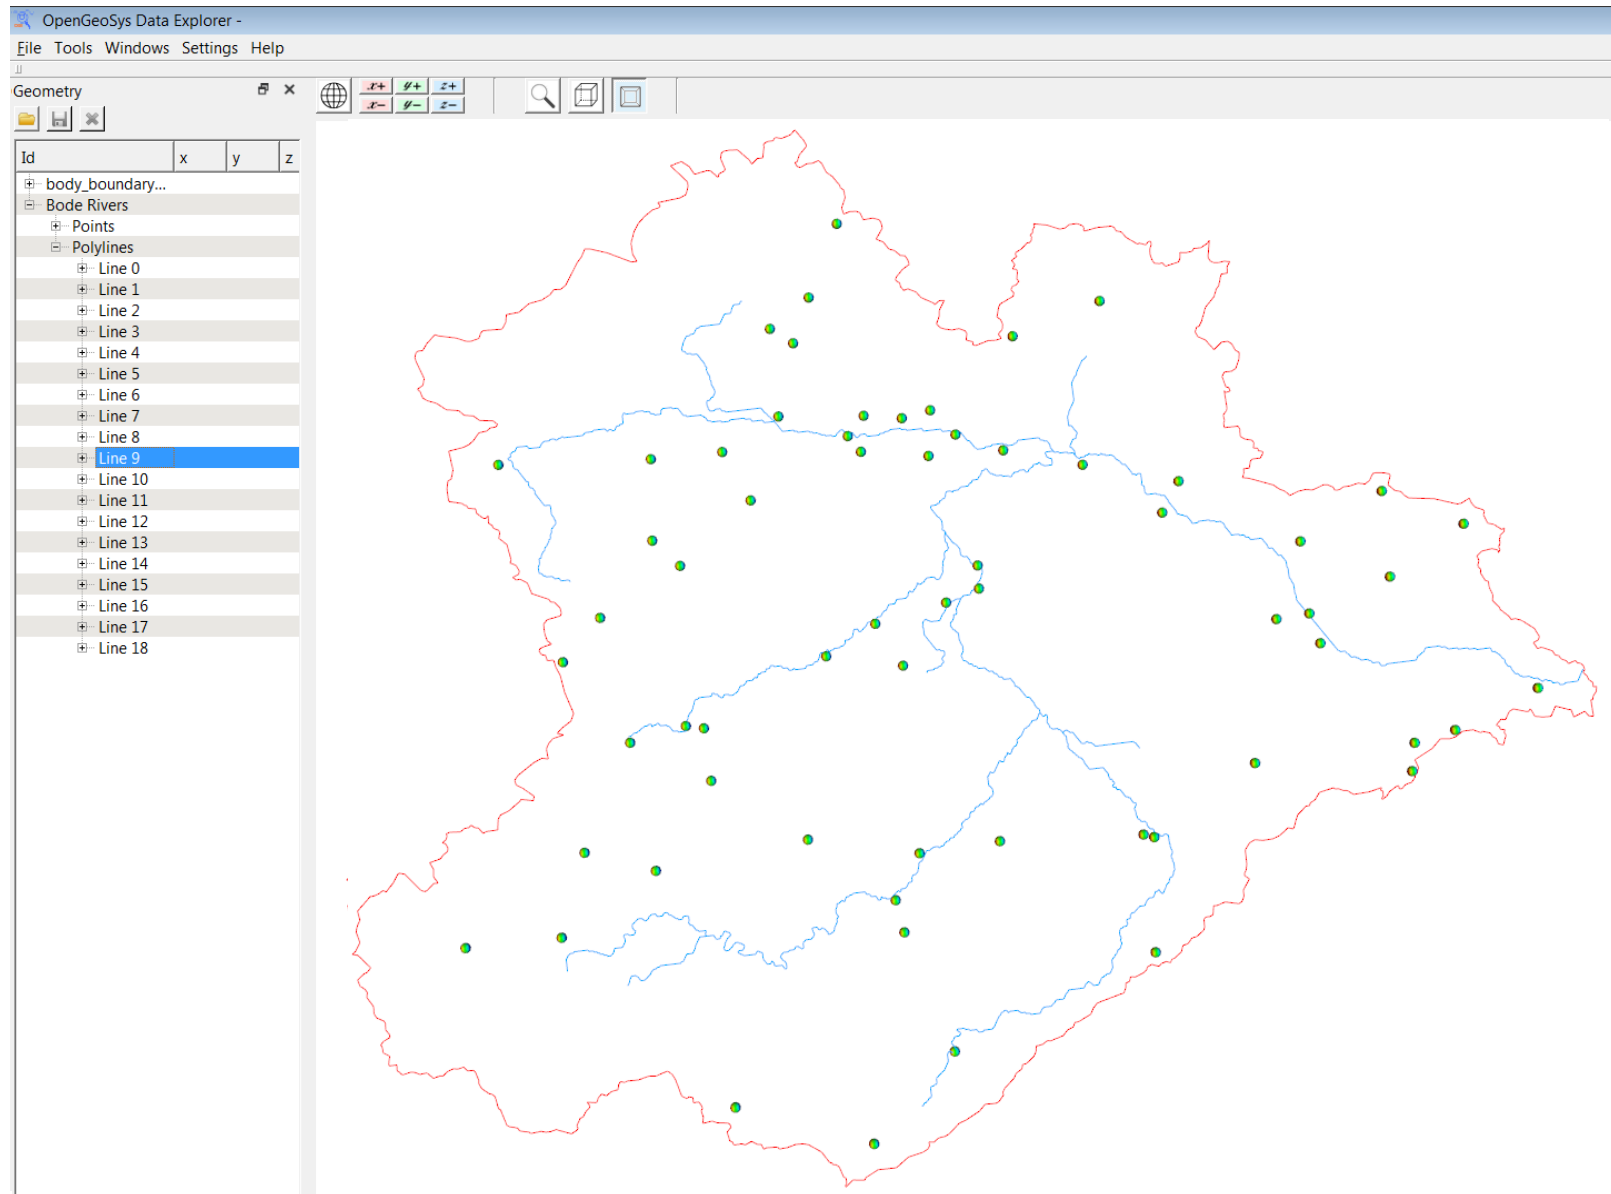 OpenGeoSys Data Explorer -
File Tools Windows Settings Help
Geometry
x+ y+ z+
x- y- z-
Id x y z
body_boundary...
Bode Rivers
Points
Polylines
Line 0
Line 1
Line 2
Line 3
Line 4
Line 5
Line 6
Line 7
Line 8
Line 9
Line 10
Line 11
Line 12
Line 13
Line 14
Line 15
Line 16
Line 17
Line 18